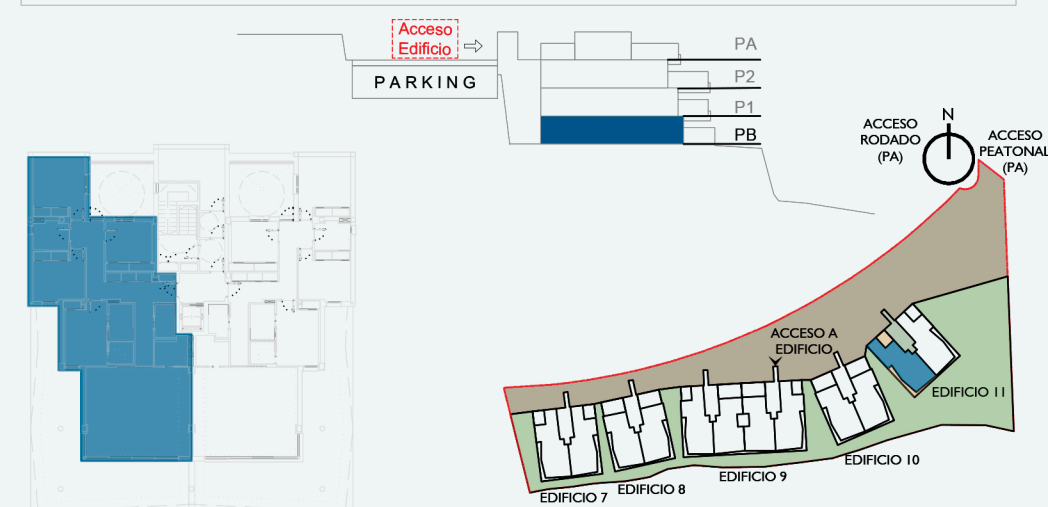 Acceso
Edificio
PARKING
PA
P2
P1
PB
N
ACCESO
RODADO
(PA)
ACCESO
PEATONAL
(PA)
ACCESO A
EDIFICIO
EDIFICIO 11
EDIFICIO 10
EDIFICIO 9
EDIFICIO 8
EDIFICIO 7